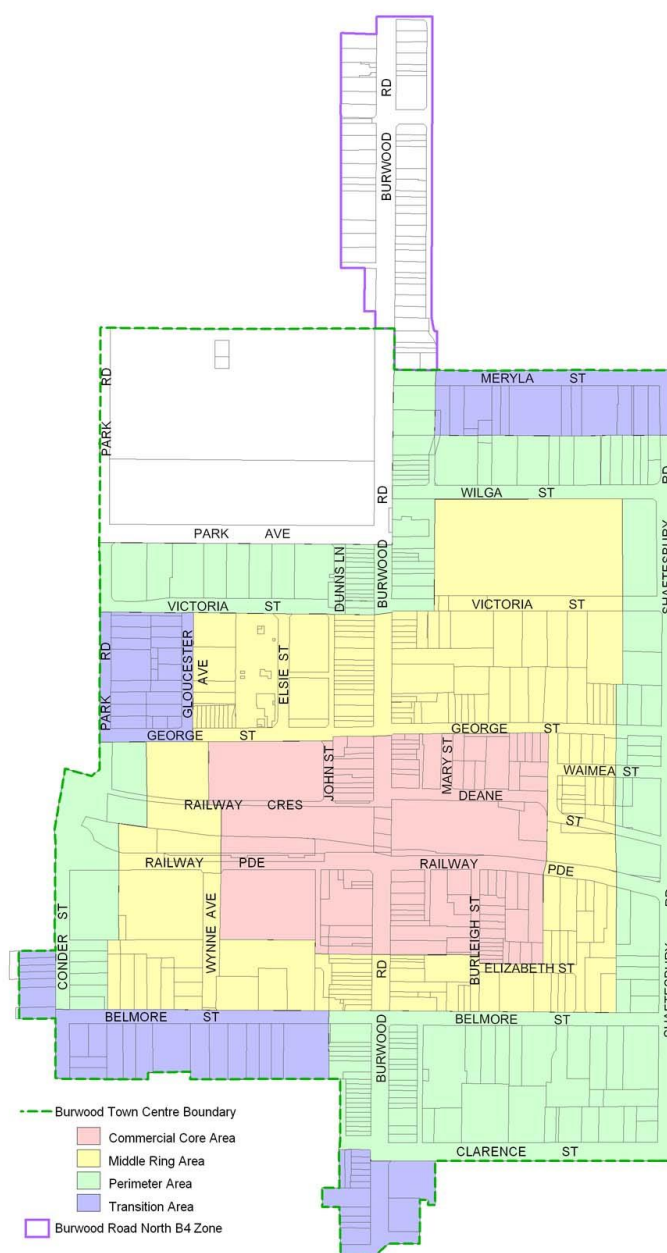 RD
BURWOOD
MERYLA ST
PARK RD
WILGA ST
RD
SHAFTESBURY
PARK AVE
DUNNS LN
BURWOOD
RD
VICTORIA ST
VICTORIA ST
PARK RD
GLOUCESTER
AVE
ELSIE ST
GEORGE ST
GEORGE ST
JOHN ST
MARY ST
WAIMEA ST
RAILWAY CRES
DEANE
ST
RAILWAY PDE
RAILWAY
PDE
CONDER ST
WYNNE AVE
RD
BURLEIGH ST
ELIZABETH ST
SHAFTESBURY RD
BELMORE ST
BURWOOD
BELMORE ST
CLARENCE ST
Burwood Town Centre Boundary
Commercial Core Area
Middle Ring Area
Perimeter Area
Transition Area
Burwood Road North B4 Zone